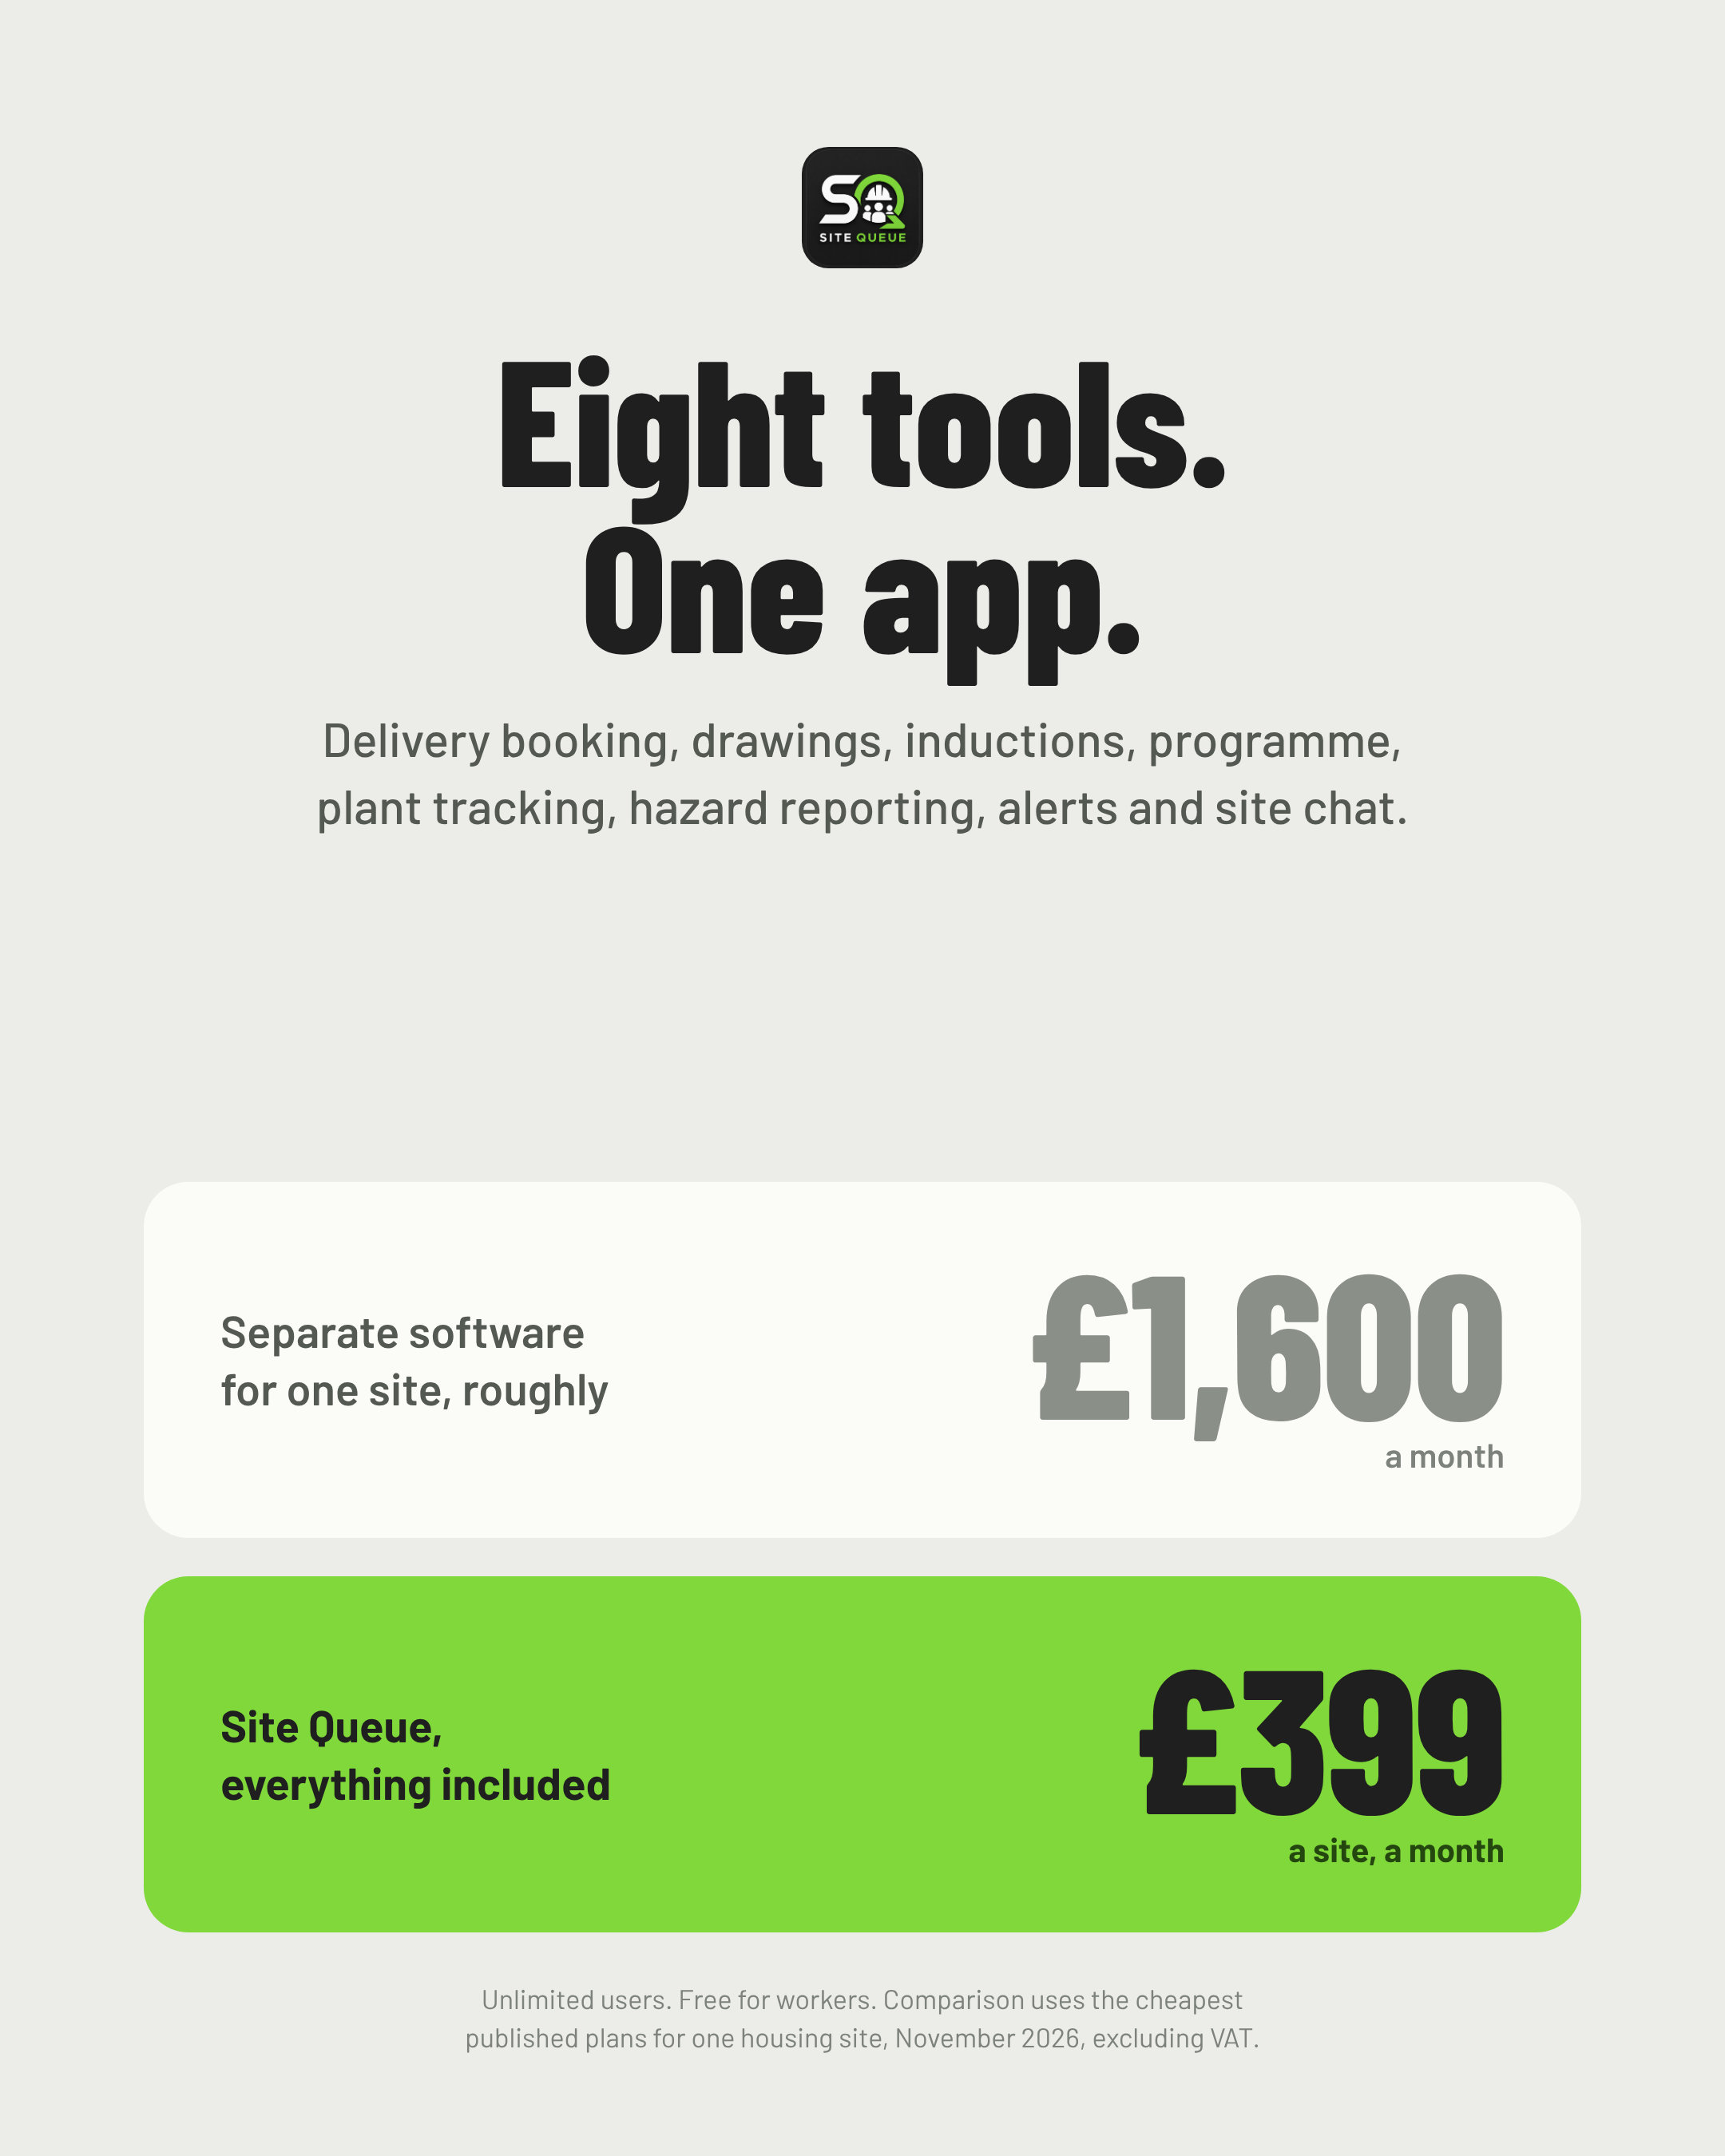 SQ
SITE QUEUE
Eight tools.
One app.
Delivery booking, drawings, inductions, programme,
plant tracking, hazard reporting, alerts and site chat.
Separate software
for one site, roughly
£1,600
a month
Site Queue,
everything included
£399
a site, a month
Unlimited users. Free for workers. Comparison uses the cheapest
published plans for one housing site, November 2026, excluding VAT.